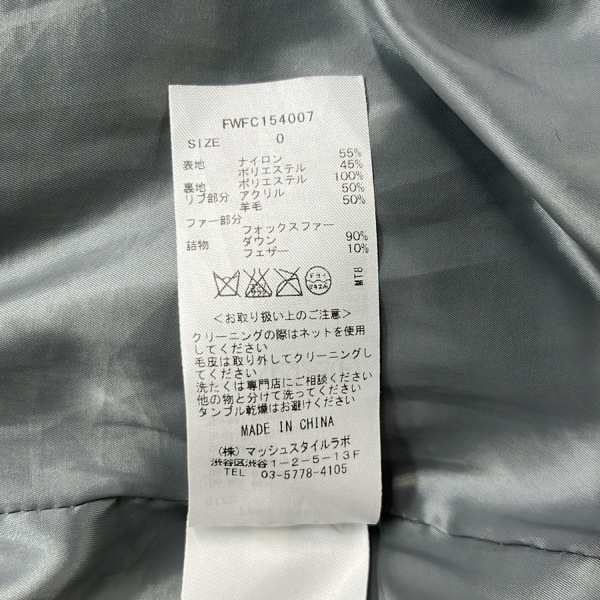 FWFC154007
SIZE 0
表地 ナイロン 55%
ポリエステル 45%
裏地 ポリエステル 100%
リブ部分 アクリル 50%
羊毛 50%
ファー部分
フォックスファー
詰物 ダウン 90%
フェザー 10%
ドライ
MTB
<お取り扱い上のご注意>
クリーニングの際はネットを使用
してください
毛皮は取り外してクリーニングし
てください
洗たくは専門店にご相談ください
他の物と分けて洗ってください
タンブル乾燥はお避けください
MADE IN CHINA
(株)マッシュスタイルラボ
渋谷区渋谷1-2-5-13F
TEL 03-5778-4105